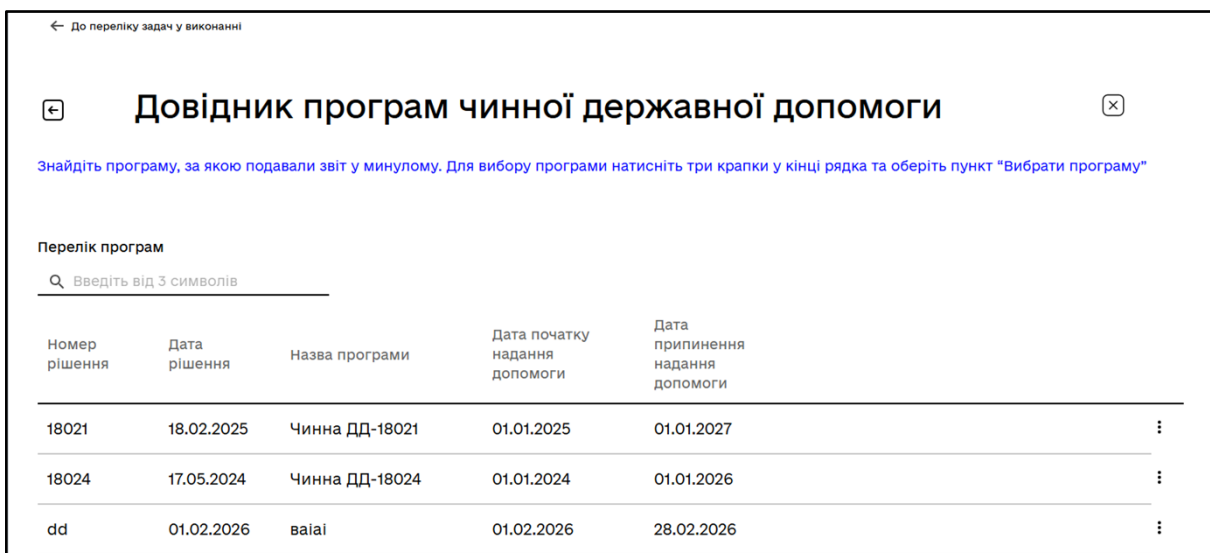 ← До переліку задач у виконанні
Довідник програм чинної державної допомоги
Знайдіть програму, за якою подавали звіт у минулому. Для вибору програми натисніть три крапки у кінці рядка та оберіть пункт “Вибрати програму”
Перелік програм
Введіть від 3 символів
Номер рішення Дата рішення Назва програми Дата початку надання допомоги Дата припинення надання допомоги
18021 18.02.2025 Чинна ДД-18021 01.01.2025 01.01.2027
18024 17.05.2024 Чинна ДД-18024 01.01.2024 01.01.2026
dd 01.02.2026 ваіаі 01.02.2026 28.02.2026